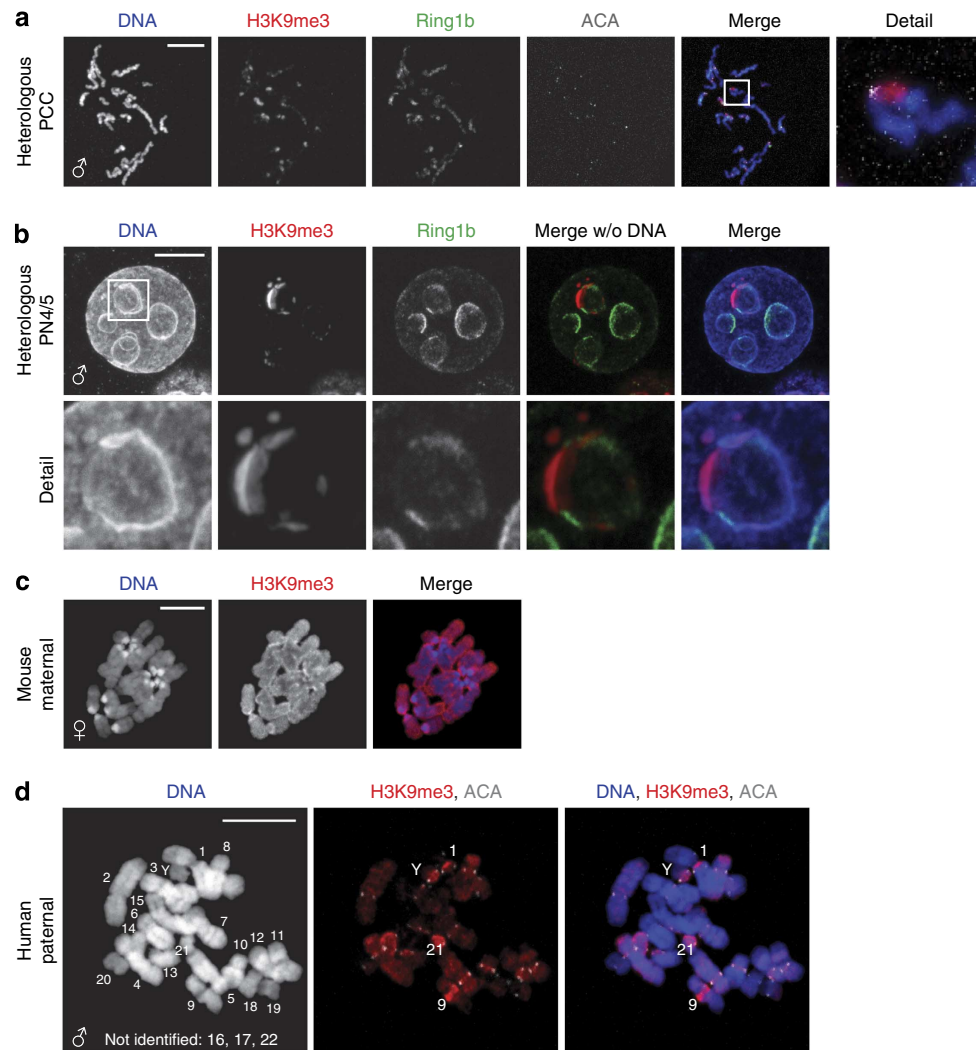 a
DNA H3K9me3 Ring1b ACA Merge Detail
Heterologous
PCC
♂
b
DNA H3K9me3 Ring1b Merge w/o DNA Merge
Heterologous
PN4/5
♂
Detail
c
DNA H3K9me3 Merge
Mouse
maternal
♀
d
DNA H3K9me3, ACA DNA, H3K9me3, ACA
Human
paternal
2 3 Y 1 8
15
6
14
7
21 10 12 11
20 4 13
9 5 18 19
♂ Not identified: 16, 17, 22
Y 1
21
9
Y 1
21
9